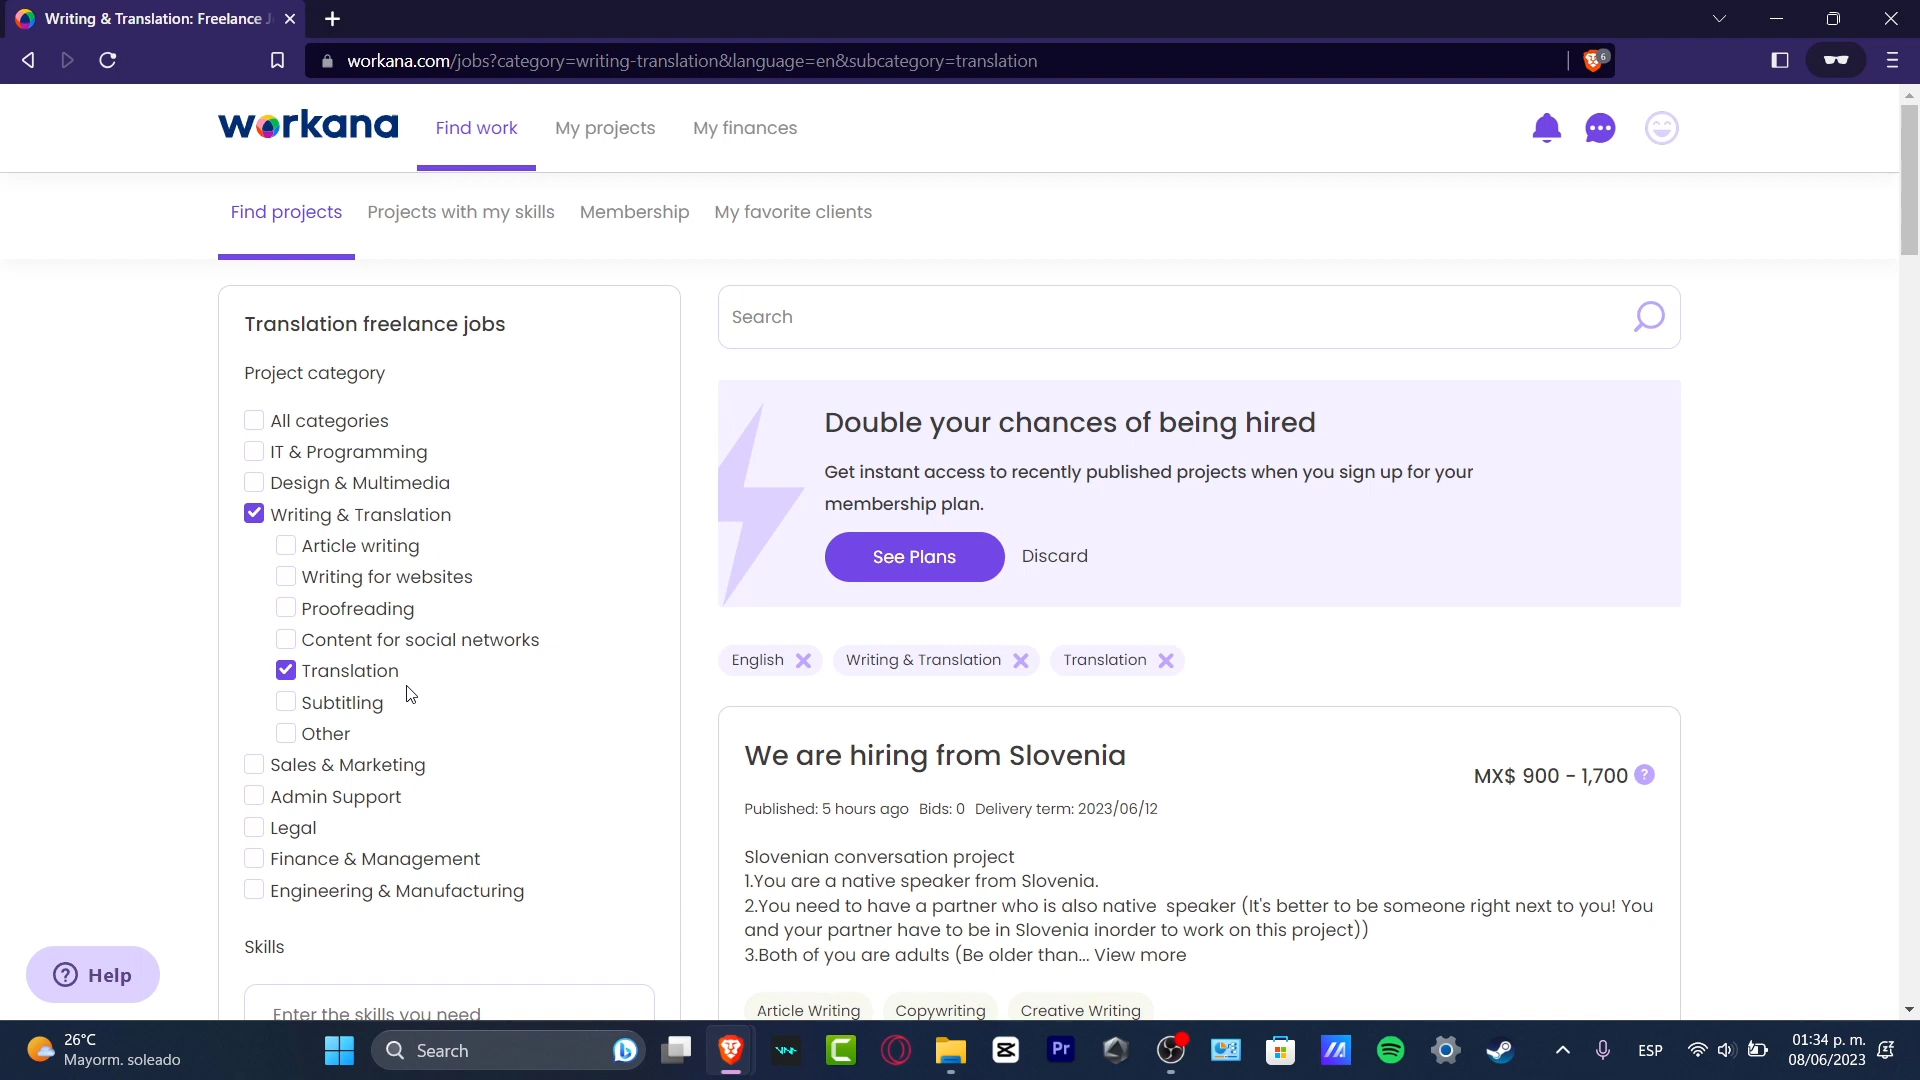 Writing & Translation: Freelance J
workana.com/jobs?category=writing-translation&language=en&subcategory=translation
6
workana
Find work
My projects
My finances
Find projects
Projects with my skills
Membership
My favorite clients
Translation freelance jobs
Project category
All categories
IT & Programming
Design & Multimedia
Writing & Translation
Article writing
Writing for websites
Proofreading
Content for social networks
Translation
Subtitling
Other
Sales & Marketing
Admin Support
Legal
Finance & Management
Engineering & Manufacturing
Skills
Enter the skills you need
Help
Search
Double your chances of being hired
Get instant access to recently published projects when you sign up for your
membership plan.
See Plans
Discard
English
Writing & Translation
Translation
We are hiring from Slovenia
MX$ 900 - 1,700
Published: 5 hours ago Bids: 0 Delivery term: 2023/06/12
Slovenian conversation project
1.You are a native speaker from Slovenia.
2.You need to have a partner who is also native speaker (It's better to be someone right next to you! You
and your partner have to be in Slovenia inorder to work on this project))
3.Both of you are adults (Be older than... View more
Article Writing
Copywriting
Creative Writing
26°C
Mayorm. soleado
Search
Pr
ESP
01:34 p. m.
08/06/2023